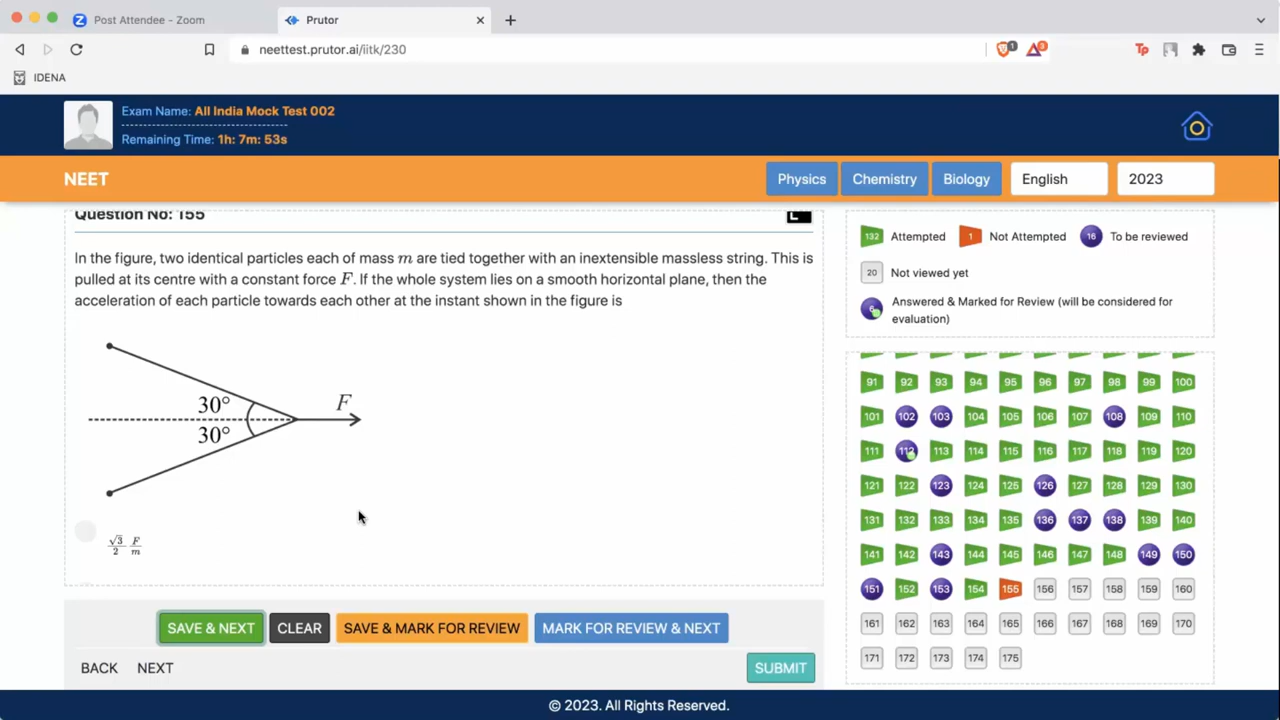 Post Attendee - Zoom
Prutor
neettest.prutor.ai/iitk/230
1
3
Tp
IDENA
Exam Name: All India Mock Test 002
Remaining Time: 1h: 7m: 53s
NEET
Physics
Chemistry
Biology
English
2023
Question No: 155
In the figure, two identical particles each of mass m are tied together with an inextensible massless string. This is
pulled at its centre with a constant force F. If the whole system lies on a smooth horizontal plane, then the
acceleration of each particle towards each other at the instant shown in the figure is
30°
30°
F
√3/2 F/m
SAVE & NEXT
CLEAR
SAVE & MARK FOR REVIEW
MARK FOR REVIEW & NEXT
BACK
NEXT
SUBMIT
132 Attempted
1 Not Attempted
16 To be reviewed
20 Not viewed yet
Answered & Marked for Review (will be considered for
evaluation)
91 92 93 94 95 96 97 98 99 100
101 102 103 104 105 106 107 108 109 110
111 112 113 114 115 116 117 118 119 120
121 122 123 124 125 126 127 128 129 130
131 132 133 134 135 136 137 138 139 140
141 142 143 144 145 146 147 148 149 150
151 152 153 154 155 156 157 158 159 160
161 162 163 164 165 166 167 168 169 170
171 172 173 174 175
© 2023. All Rights Reserved.